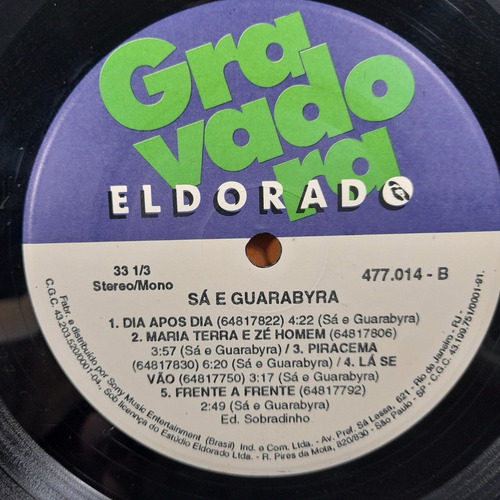 Gra
vado
ra
ELDORADO
33 1/3
Stereo/Mono
477.014 - B
SÁ E GUARABYRA
1. DIA APOS DIA (64817822) 4:22 (Sá e Guarabyra)
2. MARIA TERRA E ZÉ HOMEM (64817806)
3:57 (Sá e Guarabyra) / 3. PIRACEMA
(64817830) 6:20 (Sá e Guarabyra) / 4. LÁ SE
VÃO (64817750) 3:17 (Sá e Guarabyra)
5. FRENTE A FRENTE (64817792)
2:49 (Sá e Guarabyra)
Ed. Sobradinho
Fabr. e distribuido por Sony Music Entertainment (Brasil) Ind. e Com. Ltda. - Av. Pref. Sá Lessa, 621 - Rio de Janeiro - RJ -
C.G.C. 43.203.520/0001-04., Sob licença do Estúdio Eldorado Ltda. - R. Pires da Mota, 820/830 - São Paulo - SP - C.G.C. 43.199.751/0001-91.